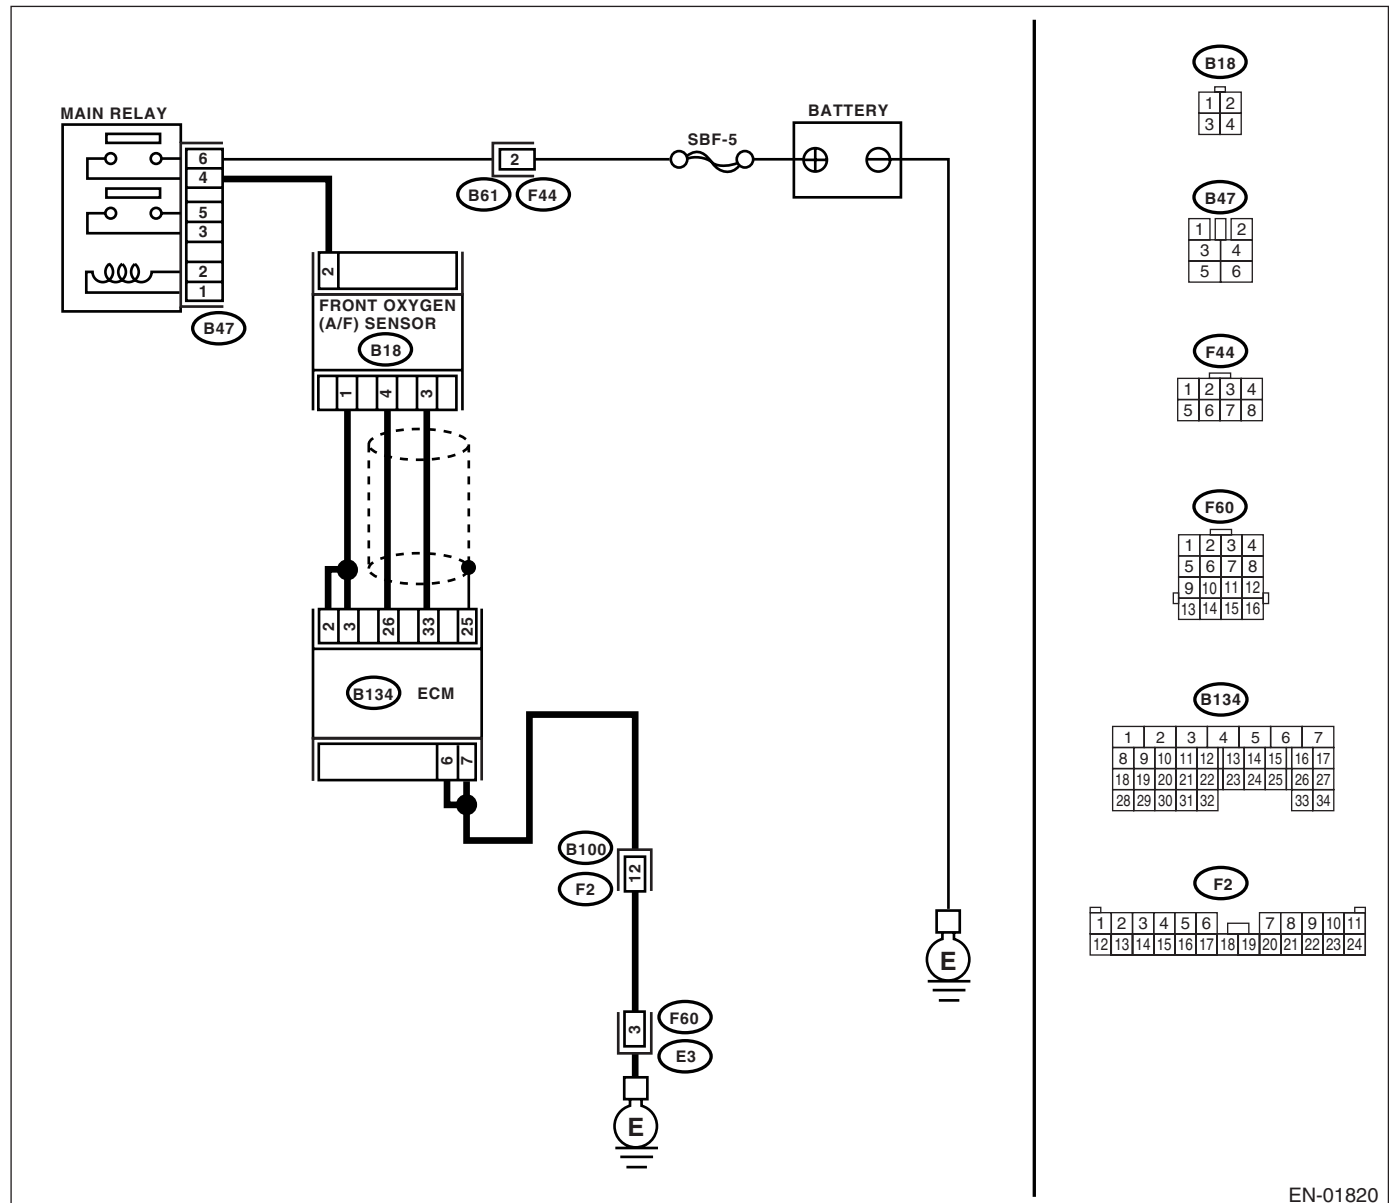 MAIN RELAY
6
4
5
3
2
1
B47
2
B61 F44
SBF-5
BATTERY
2
FRONT OXYGEN
(A/F) SENSOR
B18
1 4 3
2 3 26 33 25
B134 ECM
6 7
B100
12
F2
F60
3
E3
E
E
B18
1 2
3 4
B47
1 2
3 4
5 6
F44
1 2 3 4
5 6 7 8
F60
1 2 3 4
5 6 7 8
9 10 11 12
13 14 15 16
B134
1 2 3 4 5 6 7
8 9 10 11 12 13 14 15 16 17
18 19 20 21 22 23 24 25 26 27
28 29 30 31 32 33 34
F2
1 2 3 4 5 6 7 8 9 10 11
12 13 14 15 16 17 18 19 20 21 22 23 24
EN-01820